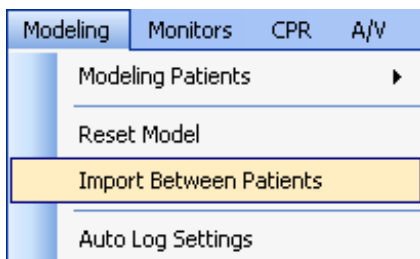 Modeling Monitors CPR A/V
Modeling Patients
Reset Model
Import Between Patients
Auto Log Settings